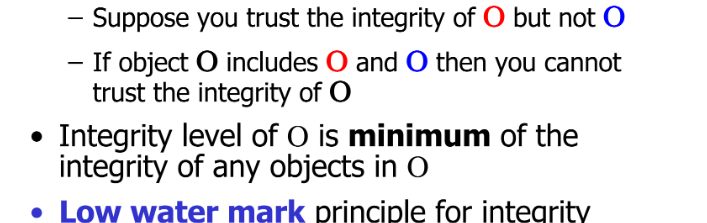 – Suppose you trust the integrity of O but not O
– If object O includes O and O then you cannot
trust the integrity of O
• Integrity level of O is minimum of the
integrity of any objects in O
• Low water mark principle for integrity